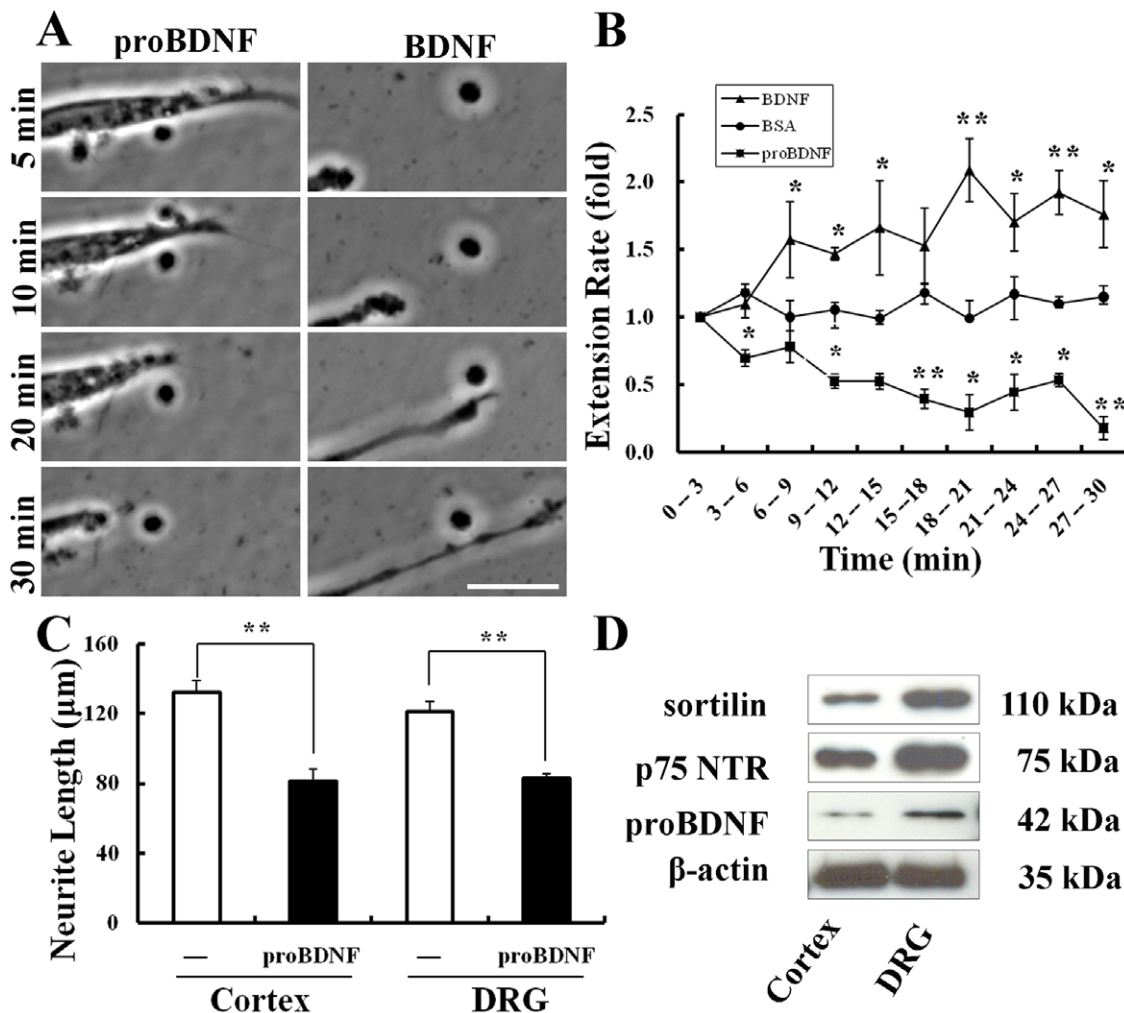 A
proBDNF
BDNF
5 min
10 min
20 min
30 min
B
BDNF
BSA
proBDNF
Extension Rate (fold)
2.5
2.0
1.5
1.0
0.5
0.0
*
*
*
*
**
*
**
*
*
*
**
*
*
*
**
0 -- 3
3 -- 6
6 -- 9
9 -- 12
12 -- 15
15 -- 18
18 -- 21
21 -- 24
24 -- 27
27 -- 30
Time (min)
C
Neurite Length (µm)
160
120
80
40
0
**
**
—
proBDNF
—
proBDNF
Cortex
DRG
D
sortilin
110 kDa
p75 NTR
75 kDa
proBDNF
42 kDa
β-actin
35 kDa
Cortex
DRG